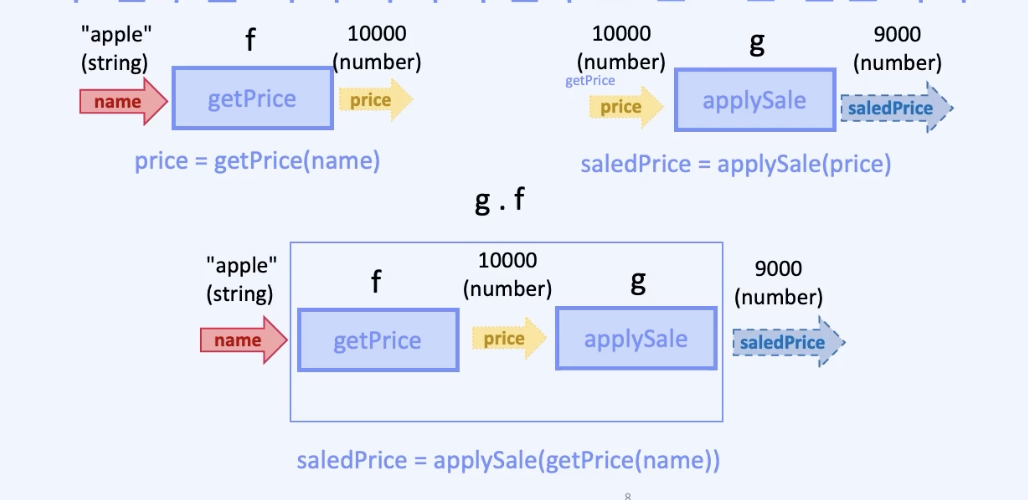 "apple"
(string)
f
10000
(number)
name
getPrice
price
price = getPrice(name)
10000
(number)
getPrice
g
9000
(number)
price
applySale
saledPrice
saledPrice = applySale(price)
g . f
"apple"
(string)
f
10000
(number)
g
9000
(number)
name
getPrice
price
applySale
saledPrice
saledPrice = applySale(getPrice(name))
8